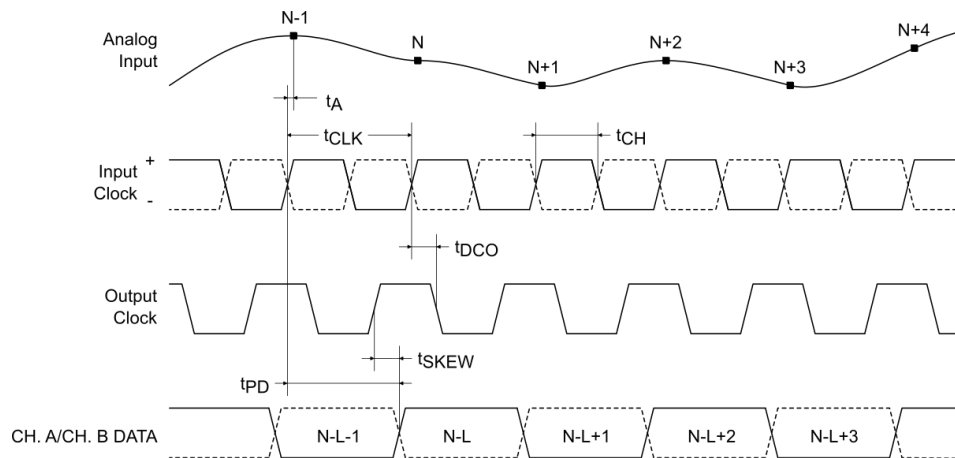 N-1
N
N+1
N+2
N+3
N+4
Analog
Input
tA
tCLK
tCH
Input
Clock
+
-
tDCO
Output
Clock
tSKEW
tPD
CH. A/CH. B DATA
N-L-1
N-L
N-L+1
N-L+2
N-L+3